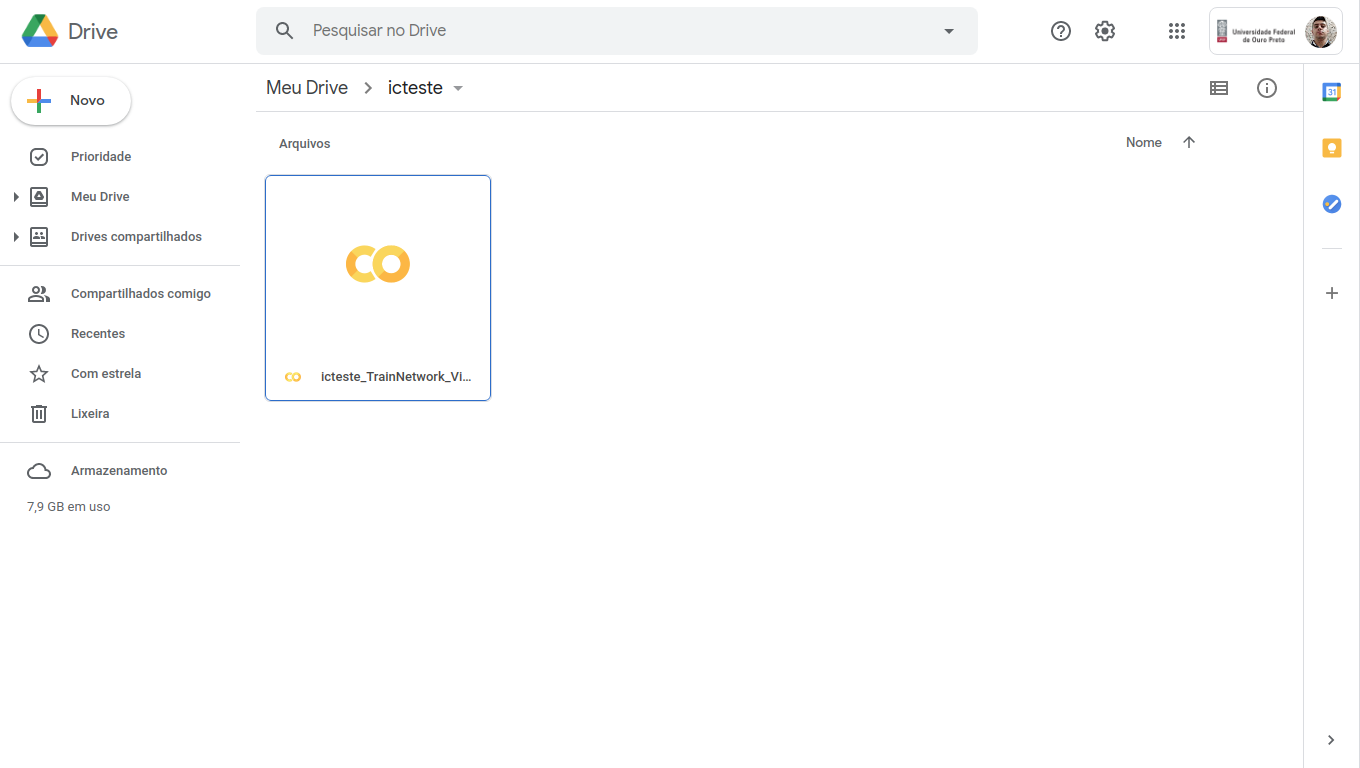 Drive
Pesquisar no Drive
Universidade Federal
de Ouro Preto
Novo
Meu Drive
icteste
Prioridade
Meu Drive
Drives compartilhados
Compartilhados comigo
Recentes
Com estrela
Lixeira
Armazenamento
7,9 GB em uso
Arquivos
Nome
icteste_TrainNetwork_Vi...
31